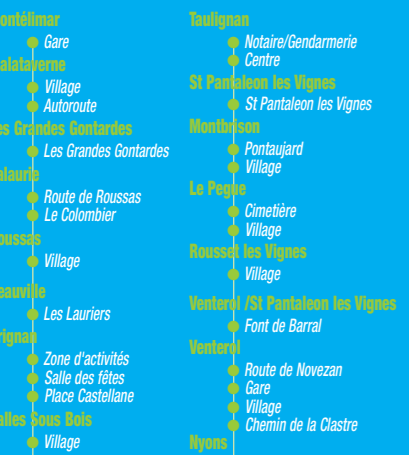 ontélimar
Gare
alataverne
Village
Autoroute
es Grandes Gontardes
Les Grandes Gontardes
alaurie
Route de Roussas
Le Colombier
oussas
Village
eauville
Les Lauriers
rignan
Zone d'activités
Salle des fêtes
Place Castellane
alles Sous Bois
Village
Taulignan
Notaire/Gendarmerie
Centre
St Pantaleon les Vignes
St Pantaleon les Vignes
Montbrison
Pontaujard
Village
Le Pegue
Cimetière
Village
Rousset les Vignes
Village
Venterol /St Pantaleon les Vignes
Font de Barral
Venterol
Route de Novezan
Gare
Village
Chemin de la Clastre
Nyons